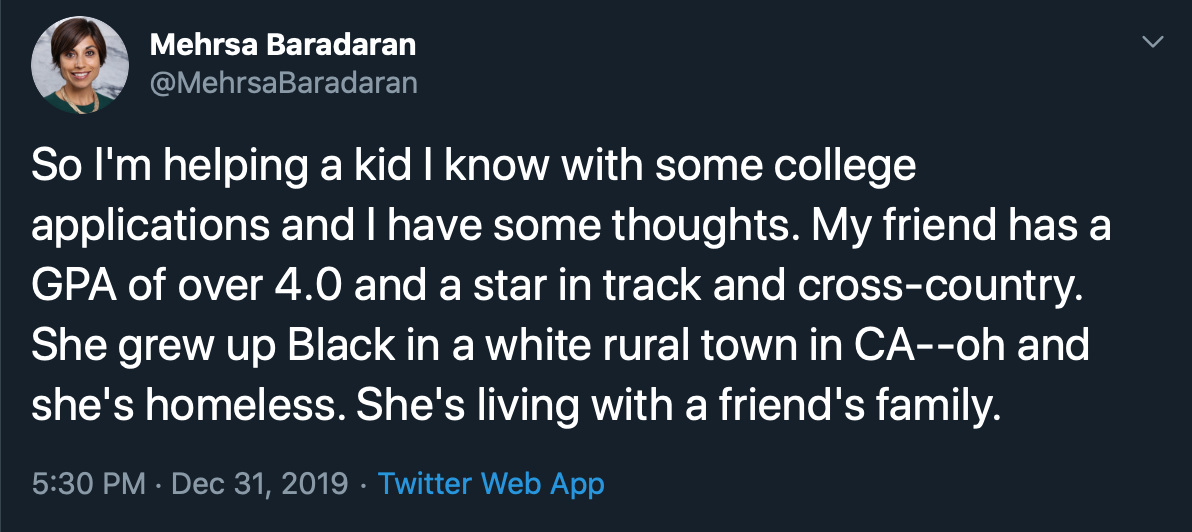 Mehrsa Baradaran
@MehrsaBaradaran
So I'm helping a kid I know with some college
applications and I have some thoughts. My friend has a
GPA of over 4.0 and a star in track and cross-country.
She grew up Black in a white rural town in CA--oh and
she's homeless. She's living with a friend's family.
5:30 PM · Dec 31, 2019 · Twitter Web App